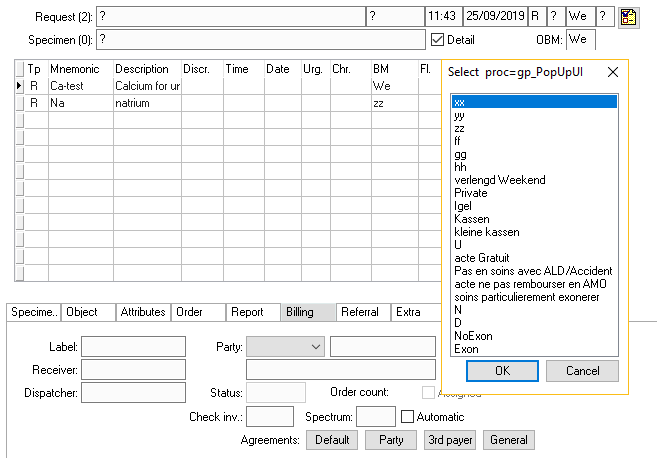 Request (2): ? ? 11:43 25/09/2019 R ? We ?
Specimen (0): ? Detail OBM: We
Tp Mnemonic Description Discr. Time Date Urg. Chr. BM Fl.
R Ca-test Calcium for ur We
R Na natrium zz
Select proc=gp_PopUpUI
xx
yy
zz
ff
gg
hh
verlengd Weekend
Private
Igel
Kassen
kleine kassen
U
acte Gratuit
Pas en soins avec ALD/Accident
acte ne pas rembourser en AMO
soins particulierement exonerer
N
D
NoExon
Exon
OK Cancel
Specime.. Object Attributes Order Report Billing Referral Extra
Label: Party:
Receiver:
Dispatcher: Status: Order count: Assigned
Check inv.: Spectrum: Automatic
Agreements: Default Party 3rd payer General